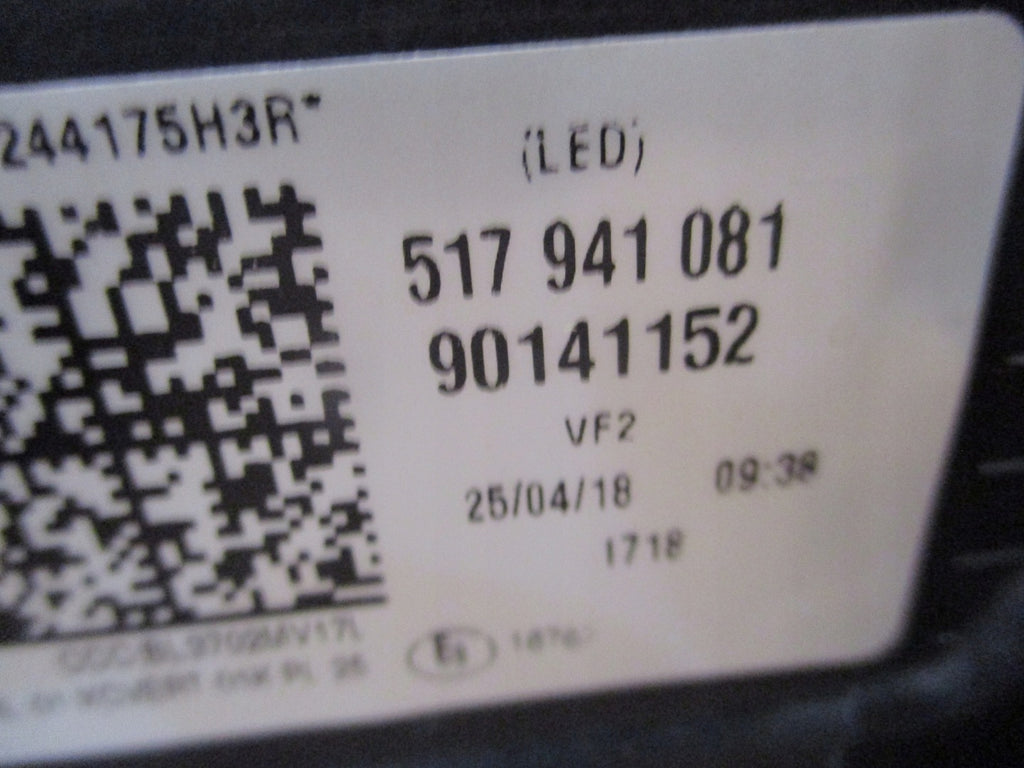 244175H3R*
(LED)
517 941 081
90141152
VF2
25/04/18 09:38
1718